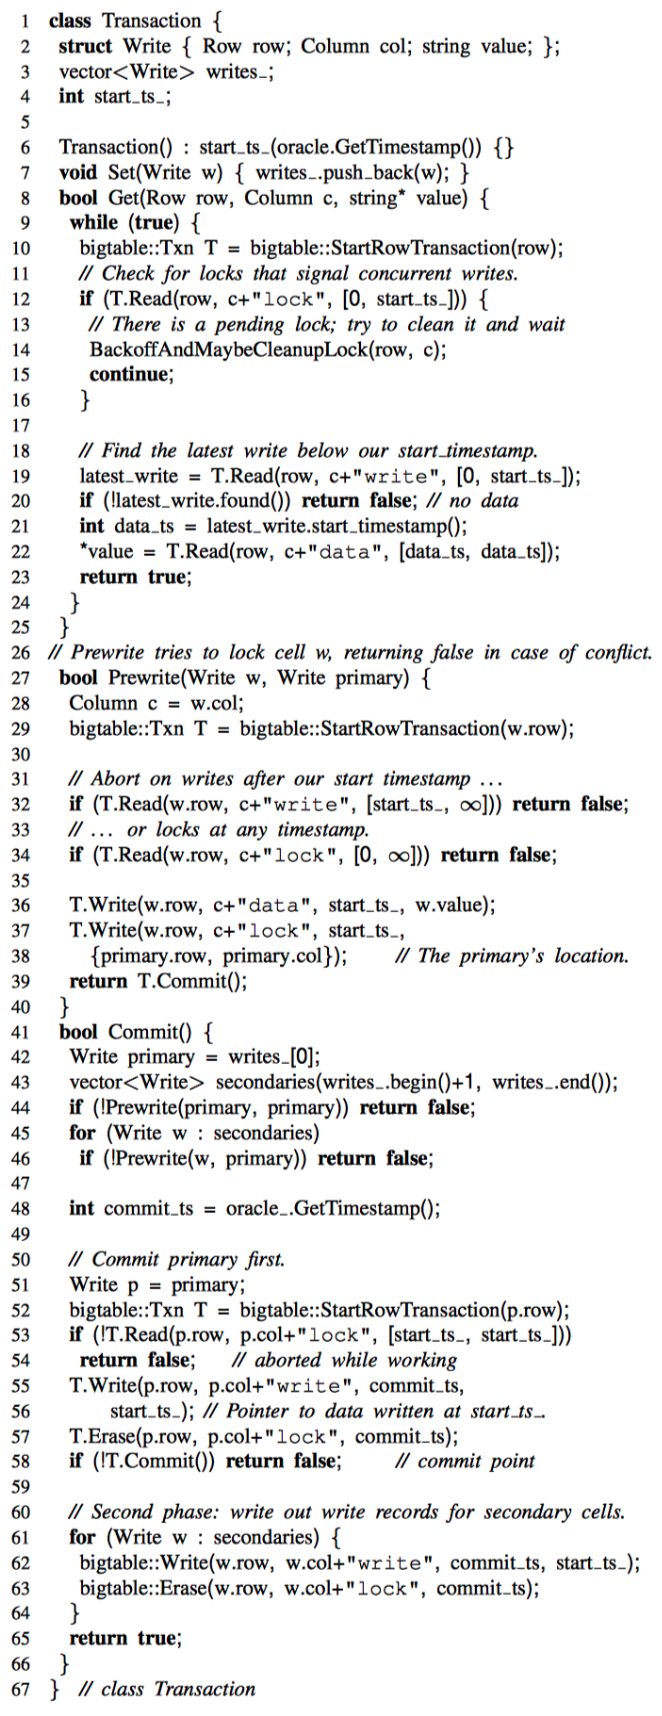 1 class Transaction {
2 struct Write { Row row; Column col; string value; };
3 vector<Write> writes_;
4 int start_ts_;
5
6 Transaction() : start_ts_(oracle.GetTimestamp()) {}
7 void Set(Write w) { writes_.push_back(w); }
8 bool Get(Row row, Column c, string* value) {
9 while (true) {
10 bigtable::Txn T = bigtable::StartRowTransaction(row);
11 // Check for locks that signal concurrent writes.
12 if (T.Read(row, c+"lock", [0, start_ts_])) {
13 // There is a pending lock; try to clean it and wait
14 BackoffAndMaybeCleanupLock(row, c);
15 continue;
16 }
17
18 // Find the latest write below our start_timestamp.
19 latest_write = T.Read(row, c+"write", [0, start_ts_]);
20 if (!latest_write.found()) return false; // no data
21 int data_ts = latest_write.start_timestamp();
22 *value = T.Read(row, c+"data", [data_ts, data_ts]);
23 return true;
24 }
25 }
26 // Prewrite tries to lock cell w, returning false in case of conflict.
27 bool Prewrite(Write w, Write primary) {
28 Column c = w.col;
29 bigtable::Txn T = bigtable::StartRowTransaction(w.row);
30
31 // Abort on writes after our start timestamp ...
32 if (T.Read(w.row, c+"write", [start_ts_, ∞])) return false;
33 // ... or locks at any timestamp.
34 if (T.Read(w.row, c+"lock", [0, ∞])) return false;
35
36 T.Write(w.row, c+"data", start_ts_, w.value);
37 T.Write(w.row, c+"lock", start_ts_,
38 {primary.row, primary.col}); // The primary's location.
39 return T.Commit();
40 }
41 bool Commit() {
42 Write primary = writes_[0];
43 vector<Write> secondaries(writes_.begin()+1, writes_.end());
44 if (!Prewrite(primary, primary)) return false;
45 for (Write w : secondaries)
46 if (!Prewrite(w, primary)) return false;
47
48 int commit_ts = oracle_.GetTimestamp();
49
50 // Commit primary first.
51 Write p = primary;
52 bigtable::Txn T = bigtable::StartRowTransaction(p.row);
53 if (!T.Read(p.row, p.col+"lock", [start_ts_, start_ts_]))
54 return false; // aborted while working
55 T.Write(p.row, p.col+"write", commit_ts,
56 start_ts_); // Pointer to data written at start_ts_.
57 T.Erase(p.row, p.col+"lock", commit_ts);
58 if (!T.Commit()) return false; // commit point
59
60 // Second phase: write out write records for secondary cells.
61 for (Write w : secondaries) {
62 bigtable::Write(w.row, w.col+"write", commit_ts, start_ts_);
63 bigtable::Erase(w.row, w.col+"lock", commit_ts);
64 }
65 return true;
66 }
67 } // class Transaction